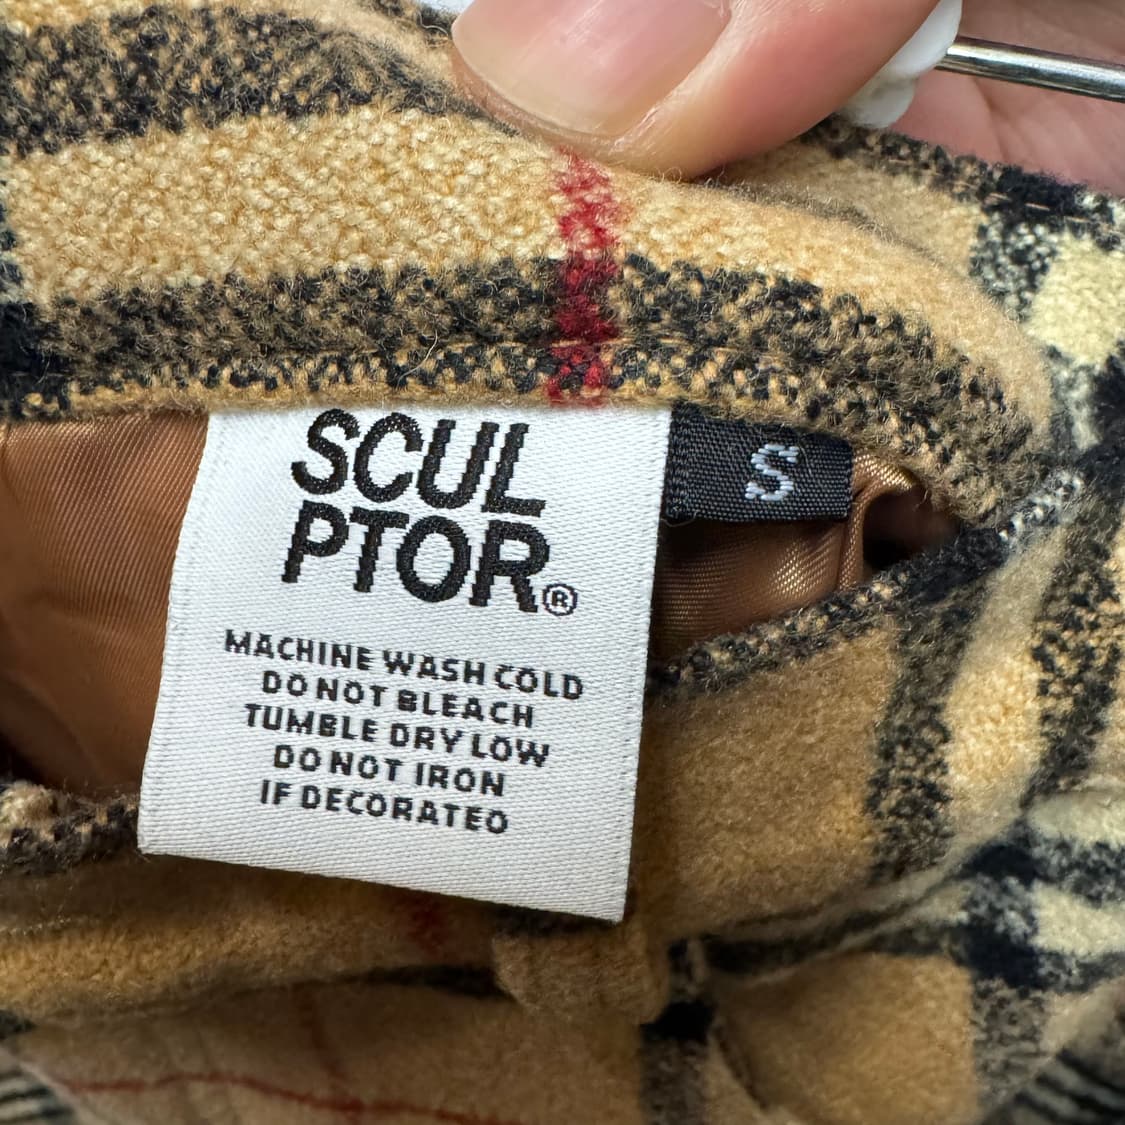 SCUL
PTOR®
S
MACHINE WASH COLD
DO NOT BLEACH
TUMBLE DRY LOW
DO NOT IRON
IF DECORATED